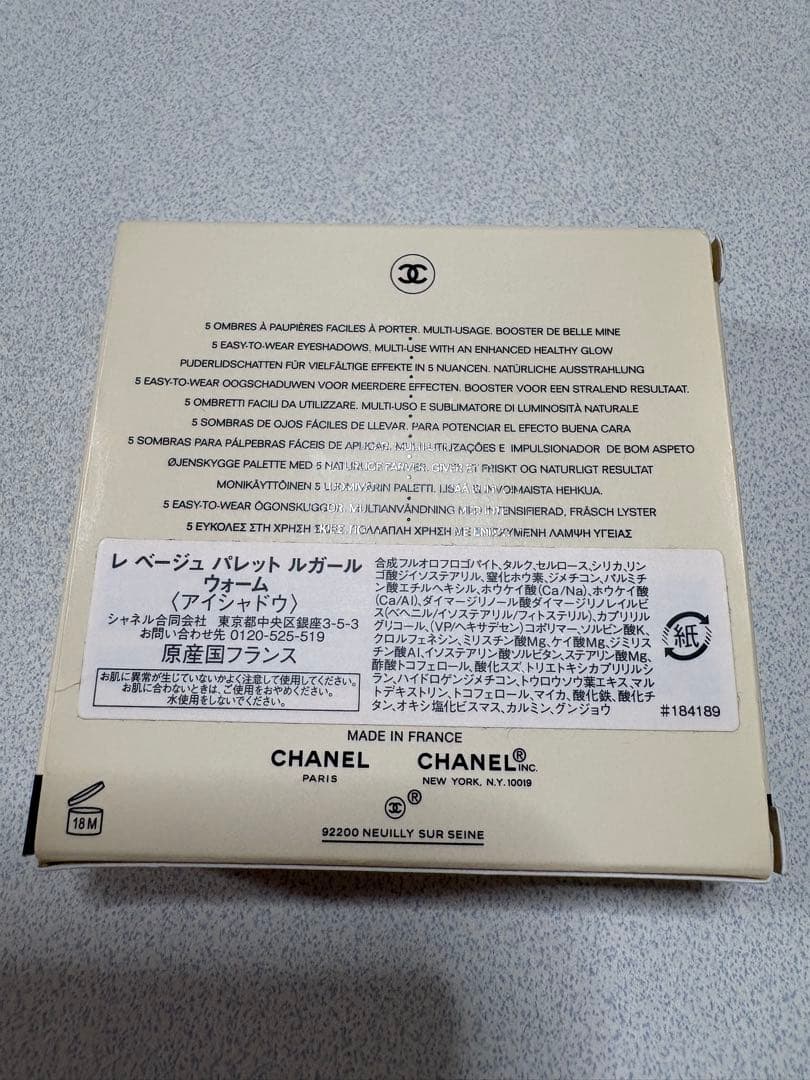 5 OMBRES À PAUPIÈRES FACILES À PORTER. MULTI-USAGE. BOOSTER DE BELLE MINE
5 EASY-TO-WEAR EYESHADOWS. MULTI-USE WITH AN ENHANCED HEALTHY GLOW
PUDERLIDSCHATTEN FÜR VIELFÄLTIGE EFFEKTE IN 5 NUANCEN. NATÜRLICHE AUSSTRAHLUNG
5 EASY-TO-WEAR OOGSCHADUWEN VOOR MEERDERE EFFECTEN. BOOSTER VOOR EEN STRALEND RESULTAAT.
5 OMBRETTI FACILI DA UTILIZZARE. MULTI-USO E SUBLIMATORE DI LUMINOSITÀ NATURALE
5 SOMBRAS DE OJOS FÁCILES DE LLEVAR. PARA POTENCIAR EL EFECTO BUENA CARA
5 SOMBRAS PARA PÁLPEBRAS FÁCEIS DE APLICAR. MULTI-UTILIZAÇÕES E IMPULSIONADOR DE BOM ASPETO
ØJENSKYGGE PALETTE MED 5 NATURLIGE FARVER. GIVER ET FRISKT OG NATURLIGT RESULTAT
MONIKÄYTTÖINEN 5 LUOMIVÄRIN PALETTI. LISÄÄ HEHKUA.
5 EASY-TO-WEAR ÖGONSKUGGOR. MULTIANVÄNDNING MED INTENSIFIERAD, FRÄSCH LYSTER
5 ΕΥΚΟΛΕΣ ΣΤΗ ΧΡΗΣΗ ΣΚΙΕΣ. ΠΟΛΛΑΠΛΗ ΧΡΗΣΗ ΜΕ ΕΝΙΣΧΥΜΕΝΗ ΛΑΜΨΗ ΥΓΕΙΑΣ
レ ベージュ パレット ルガール
ウォーム
〈アイシャドウ〉
シャネル合同会社 東京都中央区銀座3-5-3
お問い合わせ先 0120-525-519
原産国フランス
お肌に異常が生じていないかよく注意して使用してください。
お肌に合わないときは、ご使用をおやめください。
水使用をしないでください。
合成フルオロフロゴパイト,タルク,セルロース,シリカ,リン
ゴ酸ジイソステアリル,窒化ホウ素,ジメチコン,パルミチ
ン酸エチルヘキシル,ホウケイ酸(Ca/Na),ホウケイ酸
(Ca/Al),ダイマージリノール酸ダイマージリノレイルビ
ス(ベヘニル/イソステアリル/フィトステリル),カプリリル
グリコール,(VP/ヘキサデセン)コポリマー,ソルビン酸K,
クロルフェネシン,ミリスチン酸Mg,ケイ酸Mg,ジミリス
チン酸Al,イソステアリン酸ソルビタン,ステアリン酸Mg,
酢酸トコフェロール,酸化スズ,トリエトキシカプリリルシ
ラン,ハイドロゲンジメチコン,トウロウソウ葉エキス,マル
トデキストリン,トコフェロール,マイカ,酸化鉄,酸化チ
タン,オキシ塩化ビスマス,カルミン,グンジョウ
紙
#184189
MADE IN FRANCE
CHANEL
PARIS
CHANEL® INC.
NEW YORK, N.Y. 10019
®
18M
92200 NEUILLY SUR SEINE